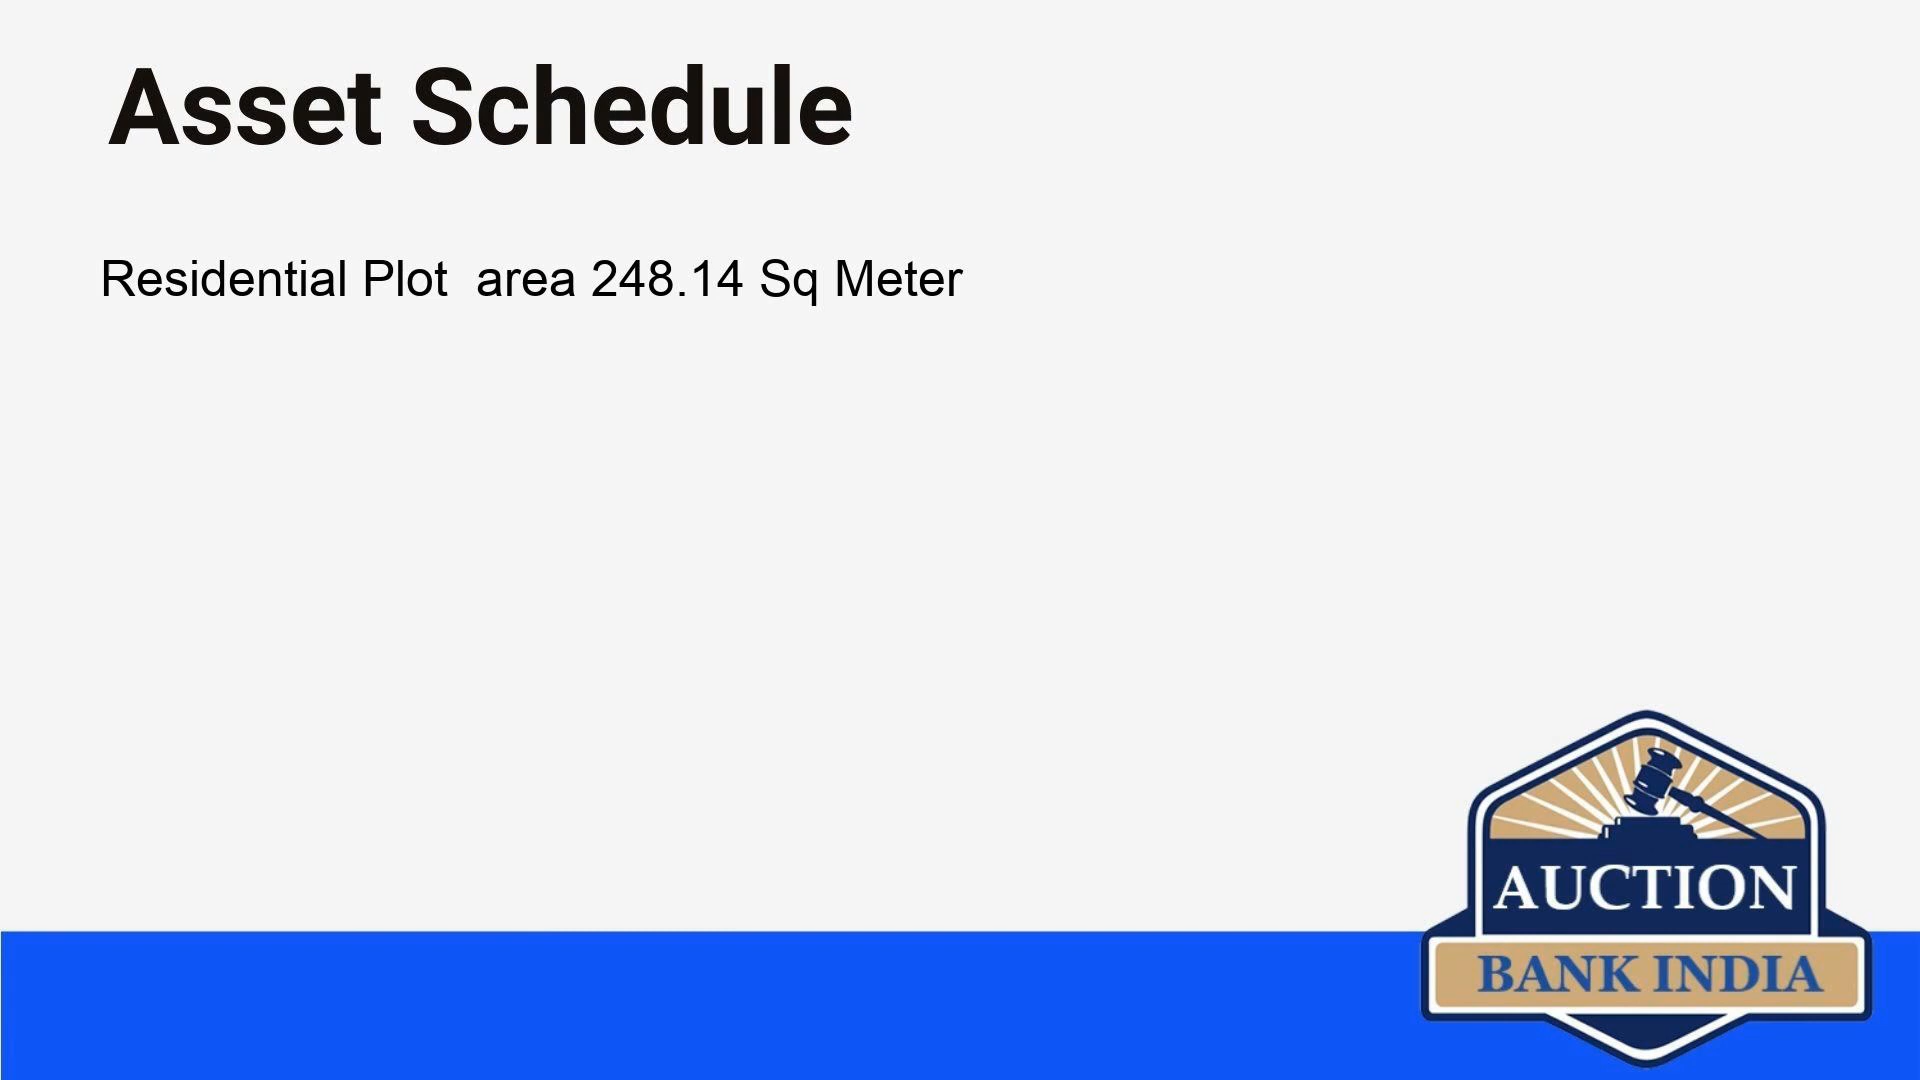 Asset Schedule
Residential Plot  area 248.14 Sq Meter
AUCTION
BANK INDIA